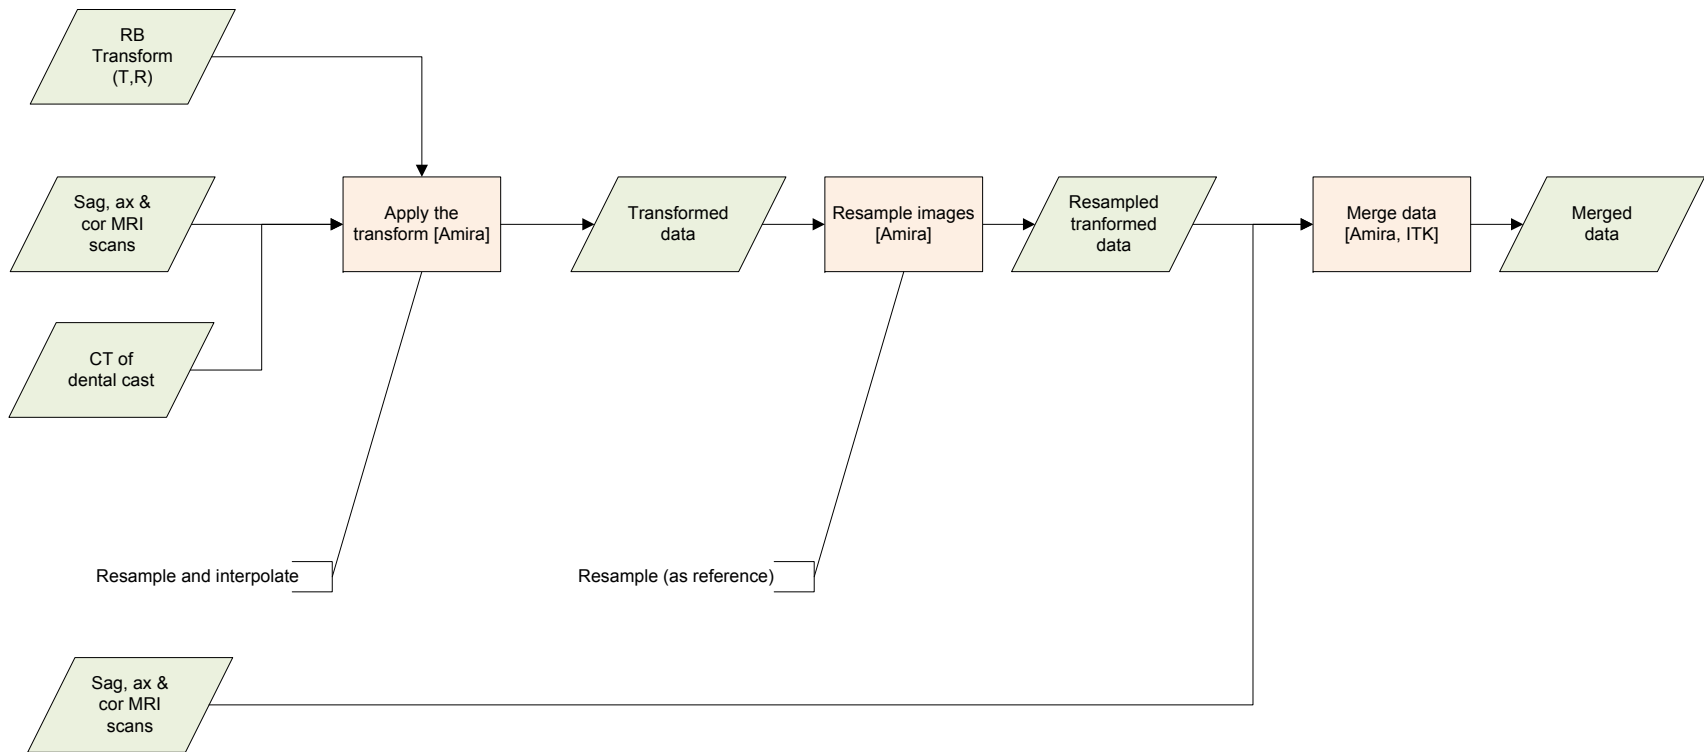 RB
Transform
(T,R)
Sag, ax &
cor MRI
scans
Apply the
transform [Amira]
Transformed
data
Resample images
[Amira]
Resampled
tranformed
data
Merge data
[Amira, ITK]
Merged
data
CT of
dental cast
Resample and interpolate
Resample (as reference)
Sag, ax &
cor MRI
scans